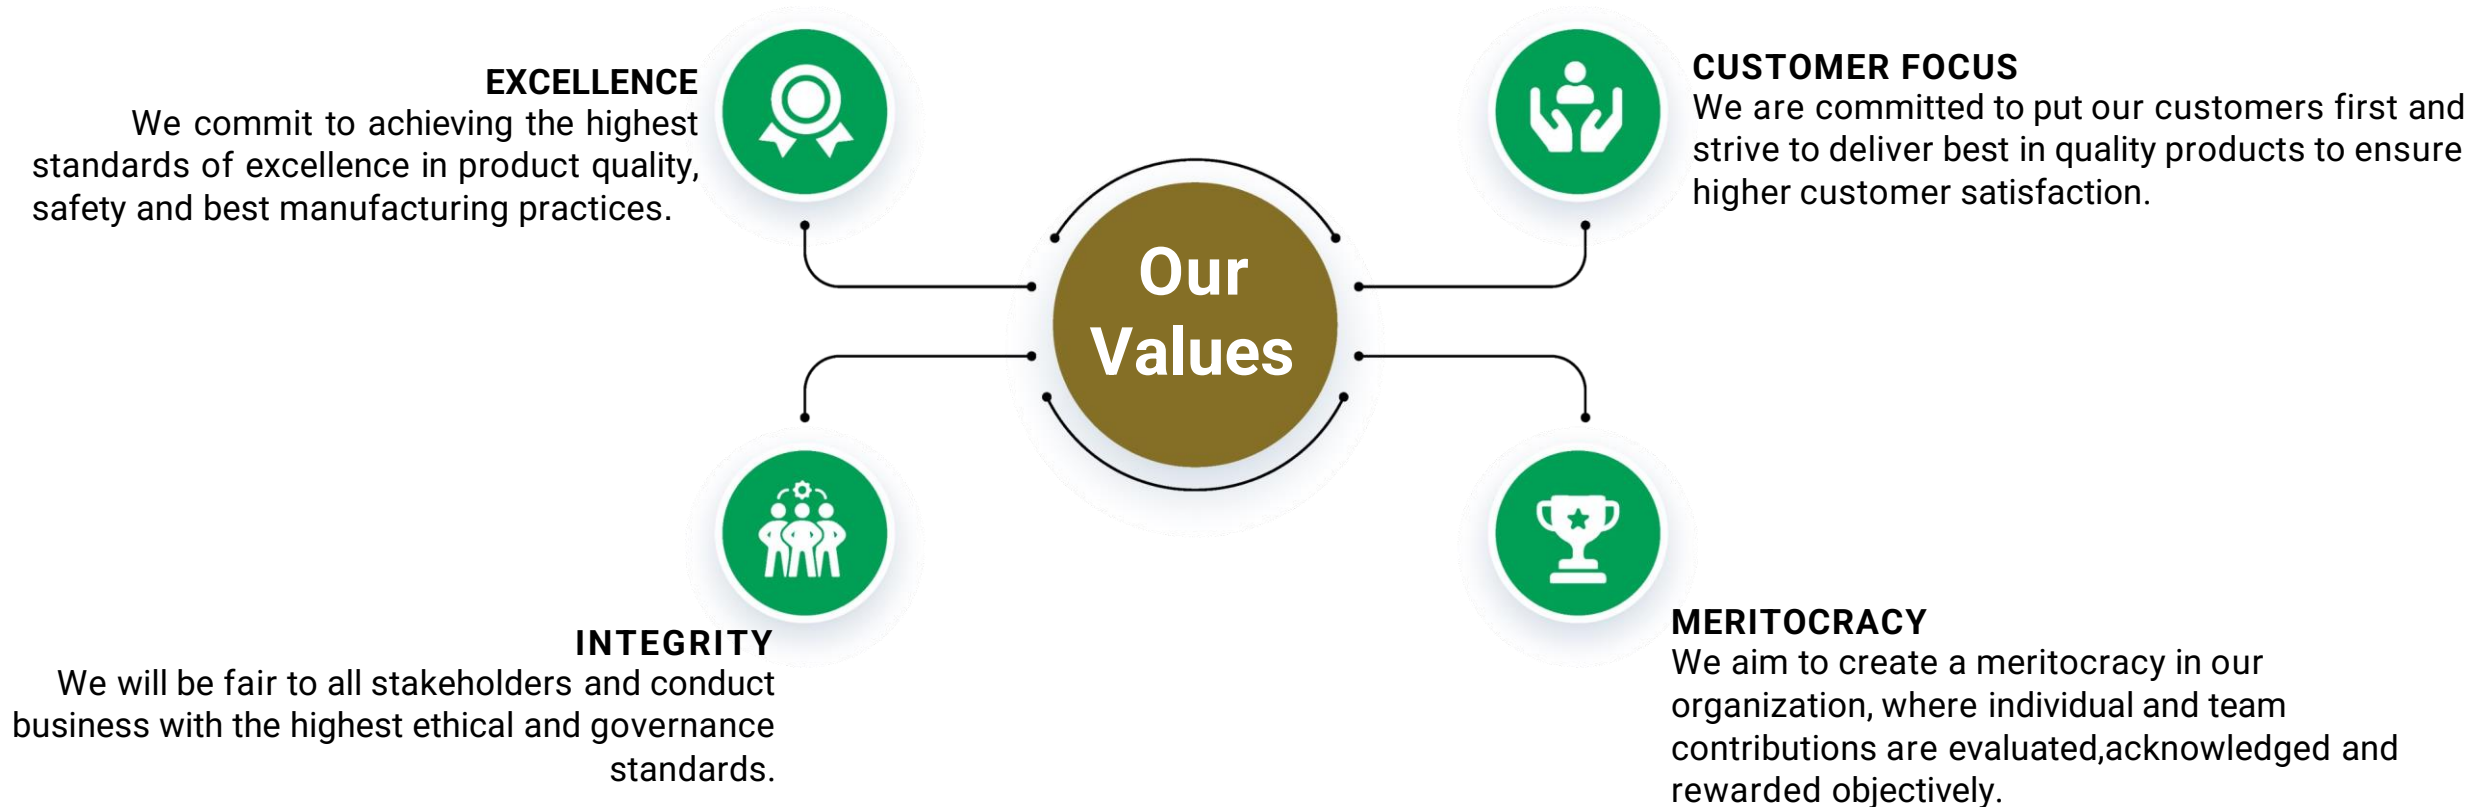 EXCELLENCE
We commit to achieving the highest
standards of excellence in product quality,
safety and best manufacturing practices.
CUSTOMER FOCUS
We are committed to put our customers first and
strive to deliver best in quality products to ensure
higher customer satisfaction.
Our
Values
INTEGRITY
We will be fair to all stakeholders and conduct
business with the highest ethical and governance
standards.
MERITOCRACY
We aim to create a meritocracy in our
organization, where individual and team
contributions are evaluated,acknowledged and
rewarded objectively.